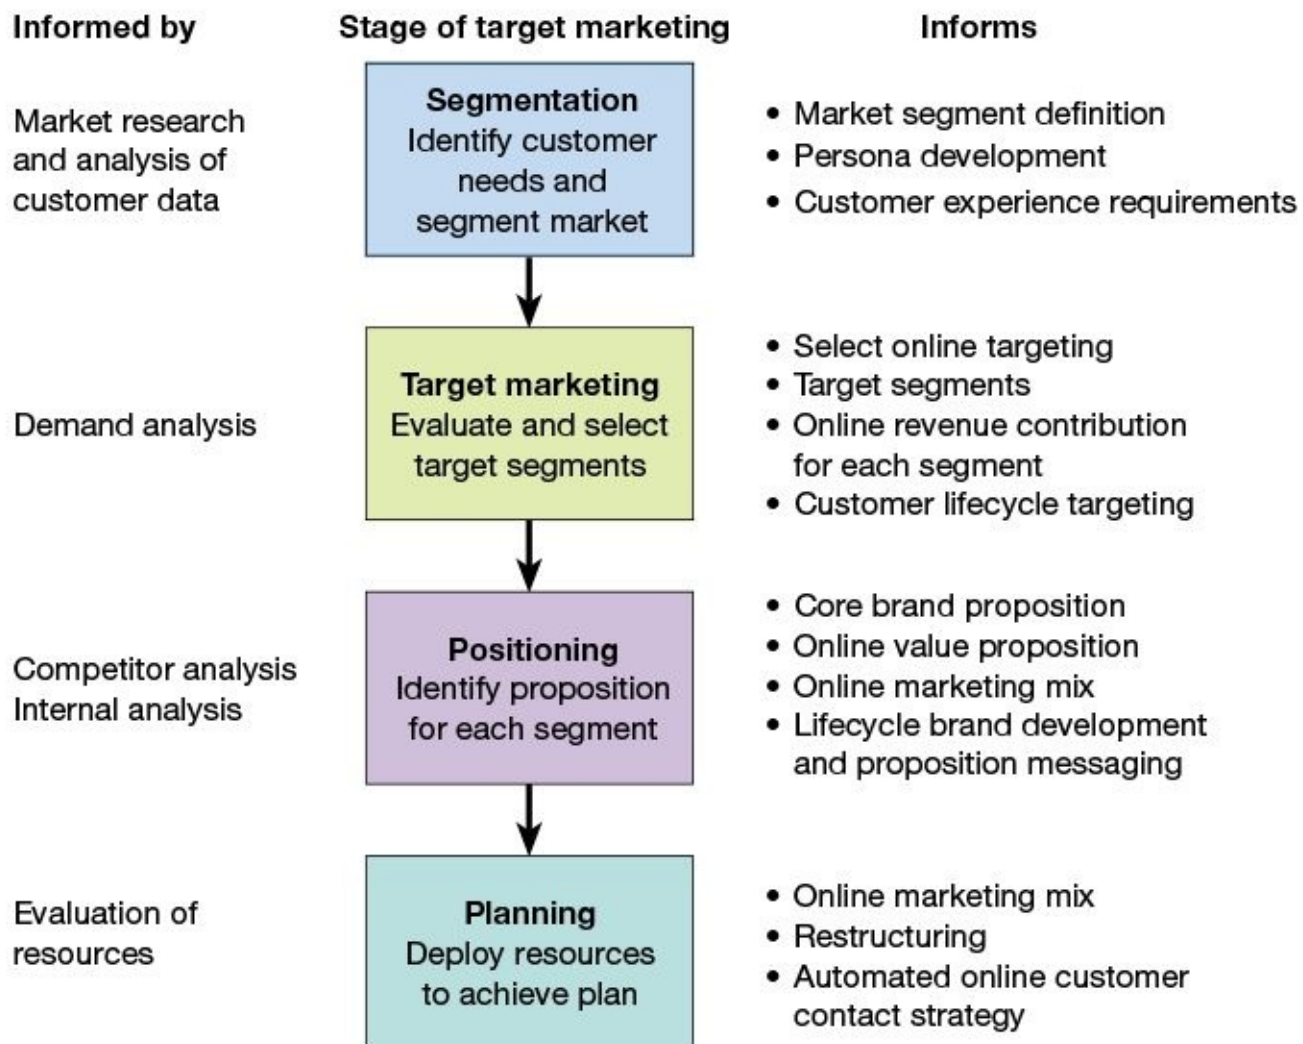 Informed by
Stage of target marketing
Informs
Market research
and analysis of
customer data
Segmentation
Identify customer
needs and
segment market
• Market segment definition
• Persona development
• Customer experience requirements
Demand analysis
Target marketing
Evaluate and select
target segments
• Select online targeting
• Target segments
• Online revenue contribution
for each segment
• Customer lifecycle targeting
Competitor analysis
Internal analysis
Positioning
Identify proposition
for each segment
• Core brand proposition
• Online value proposition
• Online marketing mix
• Lifecycle brand development
and proposition messaging
Evaluation of
resources
Planning
Deploy resources
to achieve plan
• Online marketing mix
• Restructuring
• Automated online customer
contact strategy